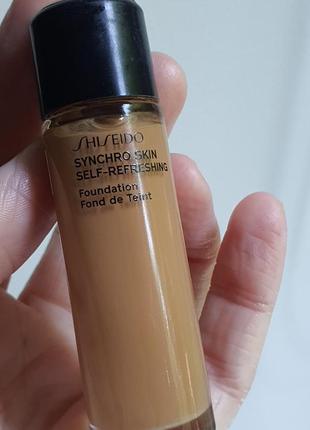 SHISEIDO
SYNCHRO SKIN
SELF-REFRESHING
Foundation
Fond de Teint